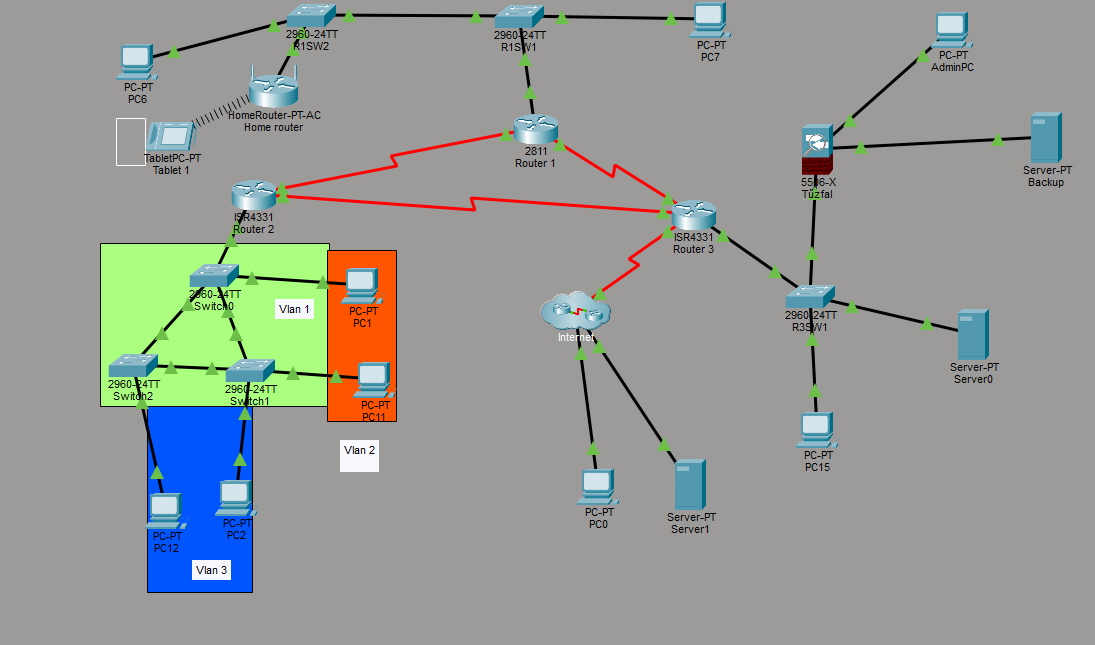 2960-24TT
R1SW2
2960-24TT
R1SW1
PC-PT
PC7
PC-PT
AdminPC
PC-PT
PC6
HomeRouter-PT-AC
Home router
TabletPC-PT
Tablet 1
2811
Router 1
Server-PT
Backup
5506-X
Tűzfal
ISR4331
Router 2
ISR4331
Router 3
2960-24TT
Switch0
Vlan 1
PC-PT
PC1
2960-24TT
R3SW1
Internet
Server-PT
Server0
2960-24TT
Switch2
2960-24TT
Switch1
PC-PT
PC11
Vlan 2
PC-PT
PC15
PC-PT
PC12
PC-PT
PC2
PC-PT
PC0
Server-PT
Server1
Vlan 3